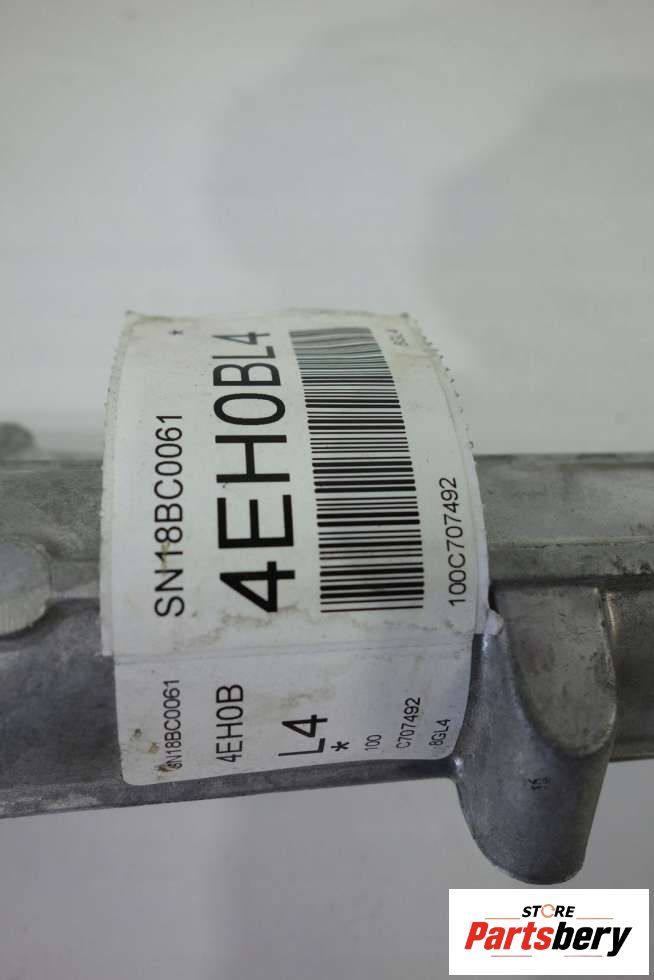 *
SN18BC0061
4EH0BL4
8GL4
100C707492
SN18BC0061
4EH0B
L4
*
100
C707492
8GL4
STORE
Partsbery